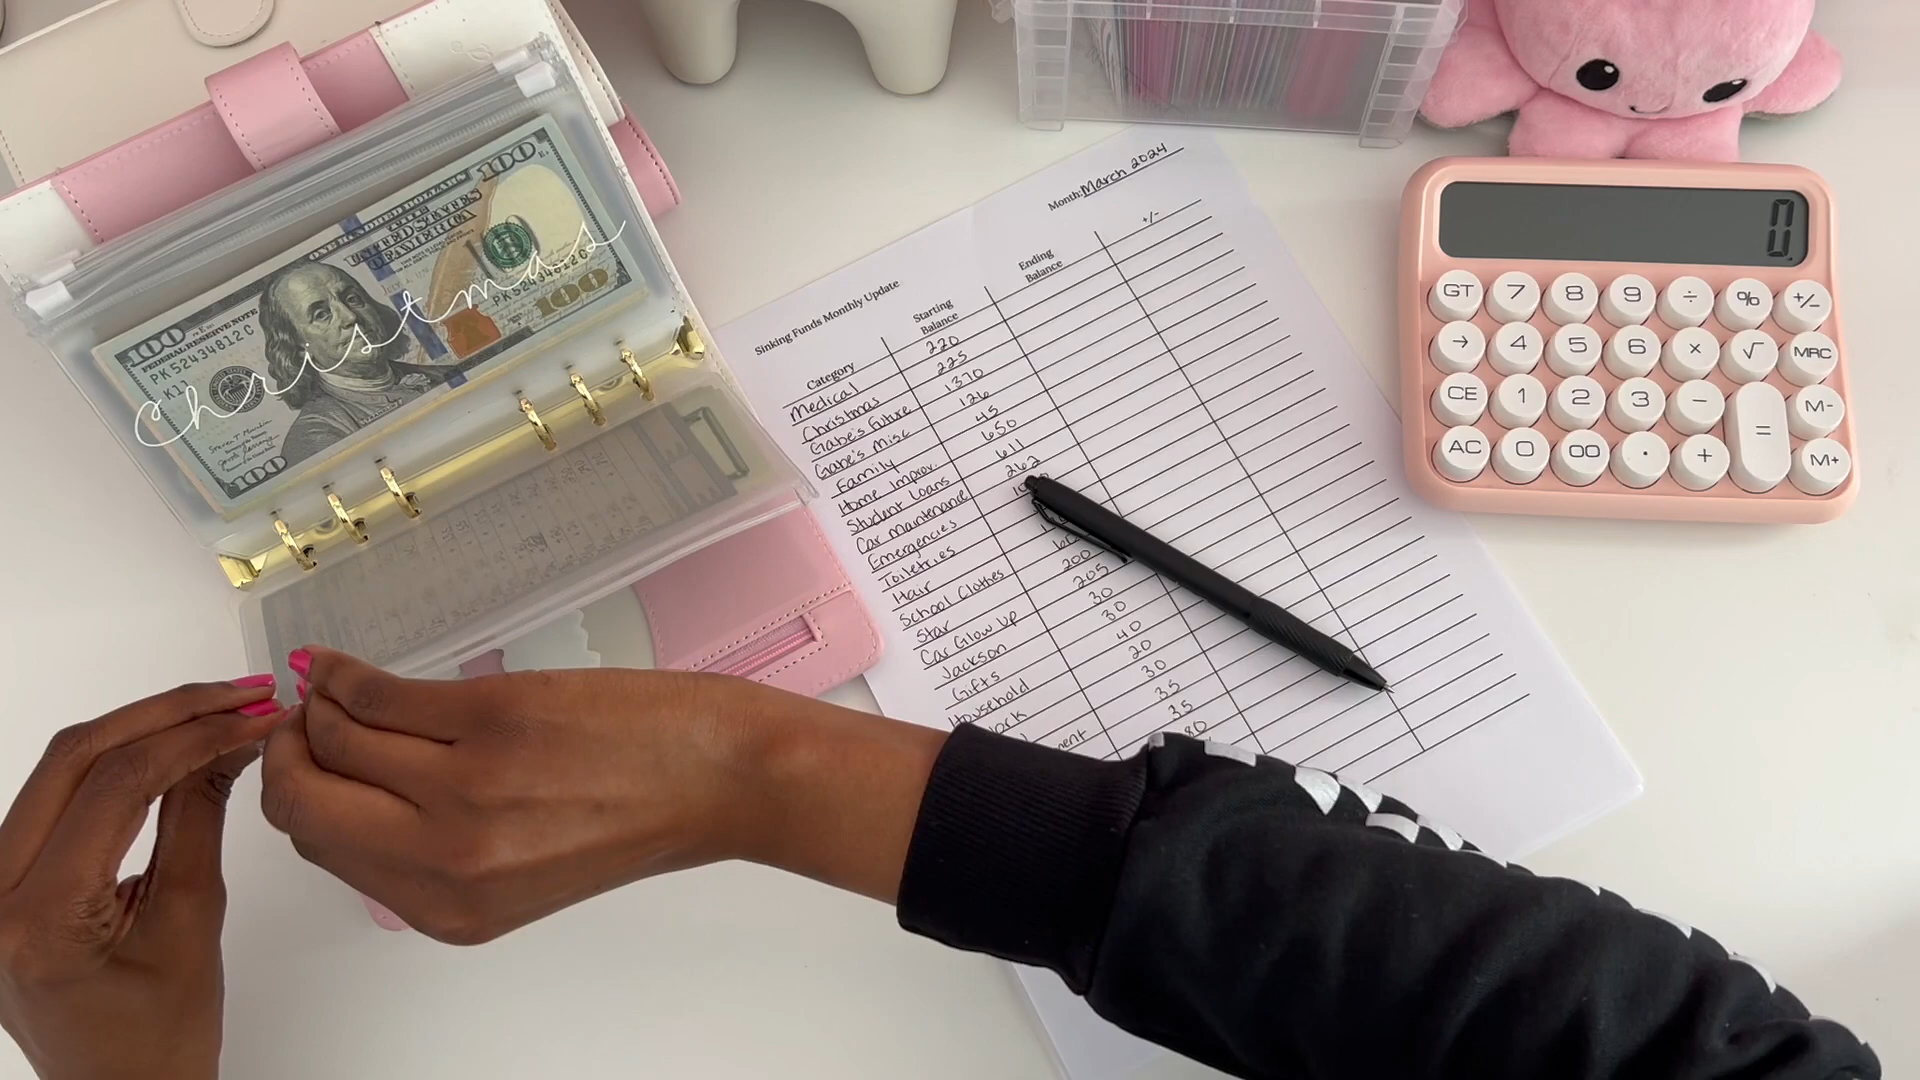 Christmas
100
FEDERAL RESERVE NOTE
THE
UNITED STATES
OF AMERICA
100
PK52434812C
PK52434812C
100
100
Month: March 2024
Sinking Funds Monthly Update
Category Starting Balance Ending Balance +/-
Medical 220
Christmas 225
Gabe's Future 1370
Gabe's Misc 126
Family 45
Home Improv. 650
Student Loans 611
Car maintenance 262
Emergencies
Toiletries
Hair
School Clothes
Star 200
Car Glow Up 205
Jackson 30
Gifts 30
Household 40
20
30
35
80
0.
GT 7 8 9 ÷ % +/-
→ 4 5 6 × √ MRC
CE 1 2 3 − = M-
AC 0 00 · + M+